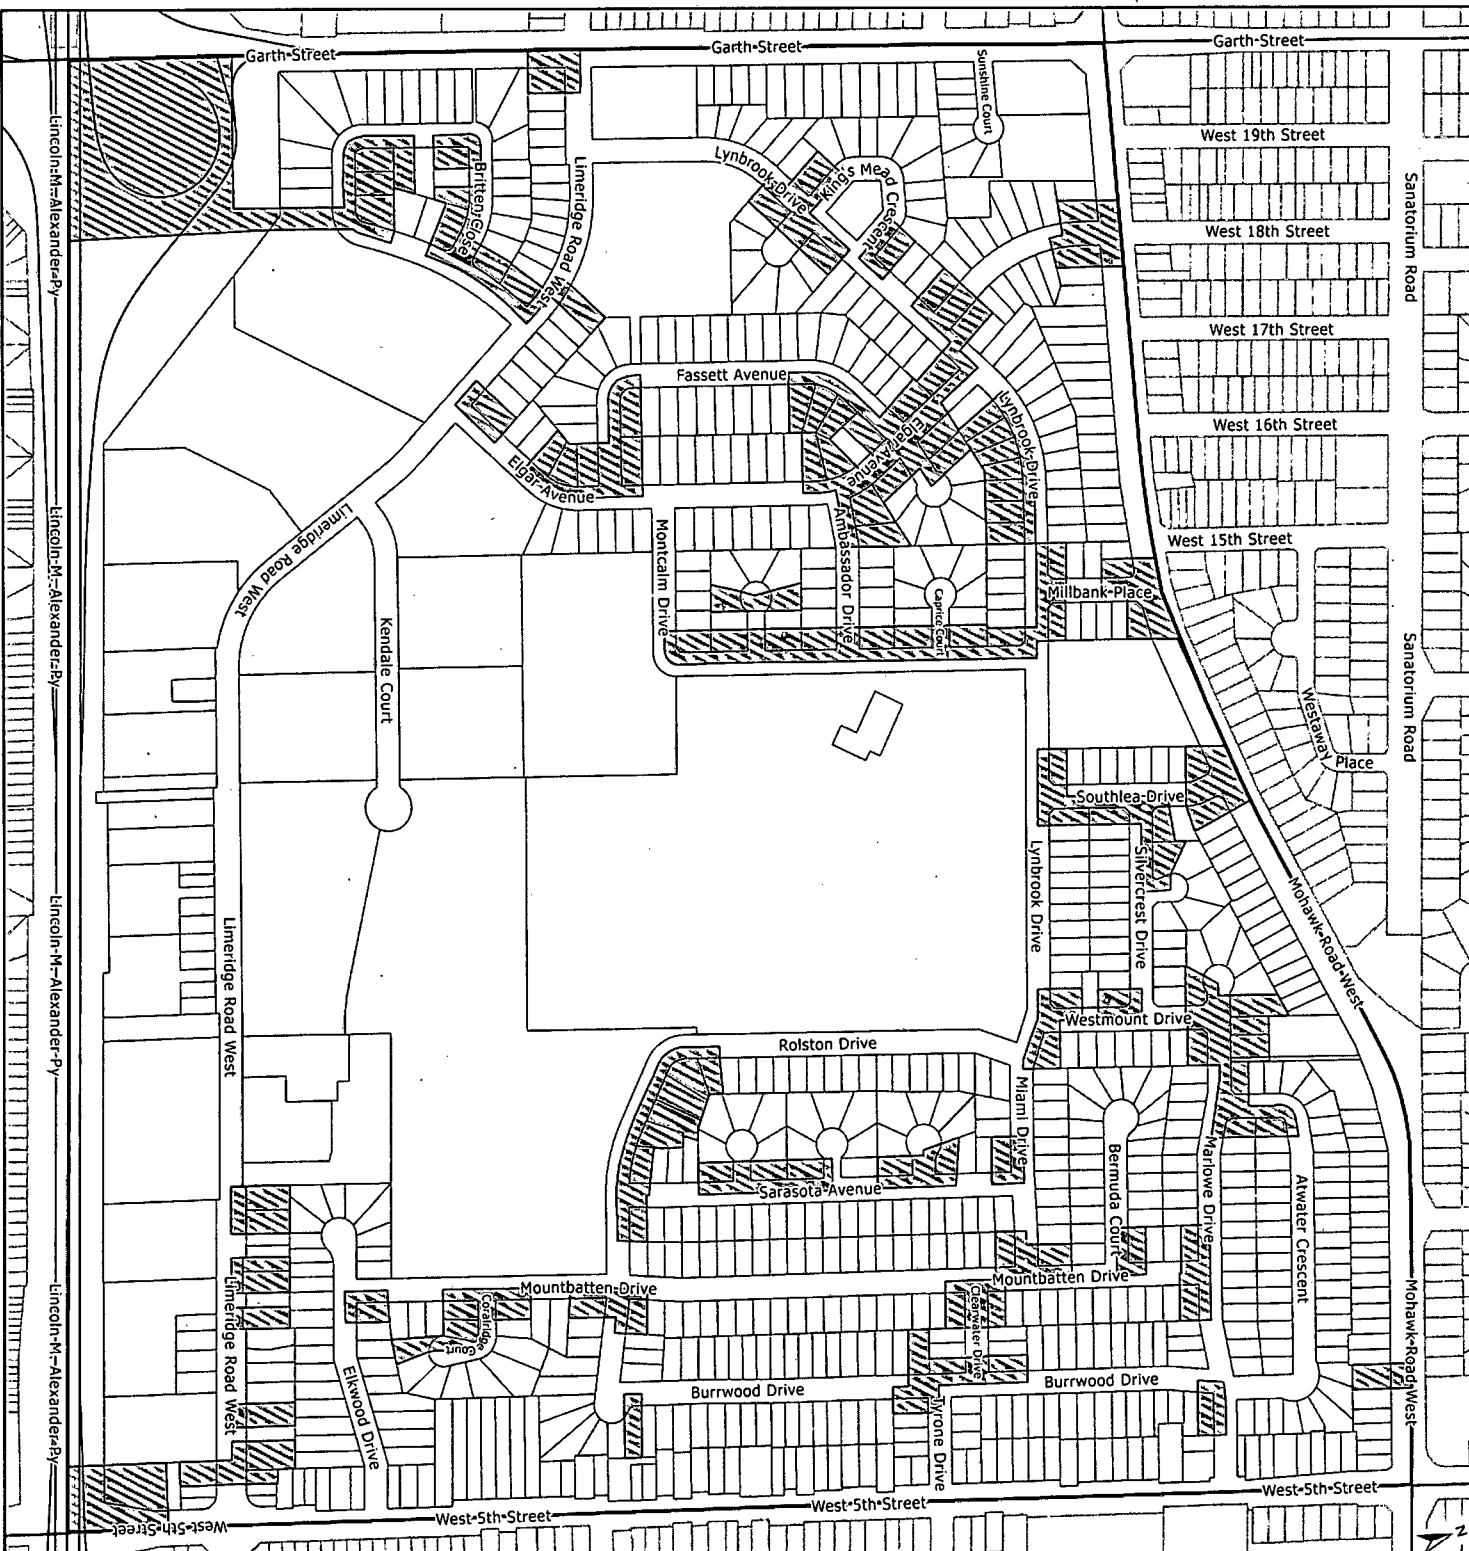 Garth Street
Garth Street
Garth Street
Sunshine Court
West 19th Street
Lincoln-M-Alexander-Py
Lynbrook-Drive
King's Mead Crescent
Britten-Close
Limeridge Road West
Sanatorium Road
West 18th Street
West 17th Street
Fassett Avenue
Lynbrook-Drive
Elgar-Avenue
West 16th Street
Elgar-Avenue
Limeridge Road West
Lincoln-M-Alexander-Py
Montcalm Drive
Ambassador Drive
West 15th Street
Caprice Court
Millbank-Place
Kendale Court
Sanatorium Road
Westaway
Place
Southlea-Drive
Lynbrook Drive
Silvercrest Drive
Mohawk-Road-West
Lincoln-M-Alexander-Py
Limeridge Road West
Westmount Drive
Rolston Drive
Miami Drive
Bermuda Court
Marlowe Drive
Atwater Crescent
Sarasota-Avenue
Mountbatten-Drive
Mountbatten Drive
Lincoln-M-Alexander-Py
Limeridge Road West
Coralridge
Court
Clearwater Drive
Mohawk-Road-West
Elkwood Drive
Burrwood Drive
Burrwood Drive
Tyrone Drive
West-5th-Street
West-5th-Street
West-5th-Street
West-5th-Street
N